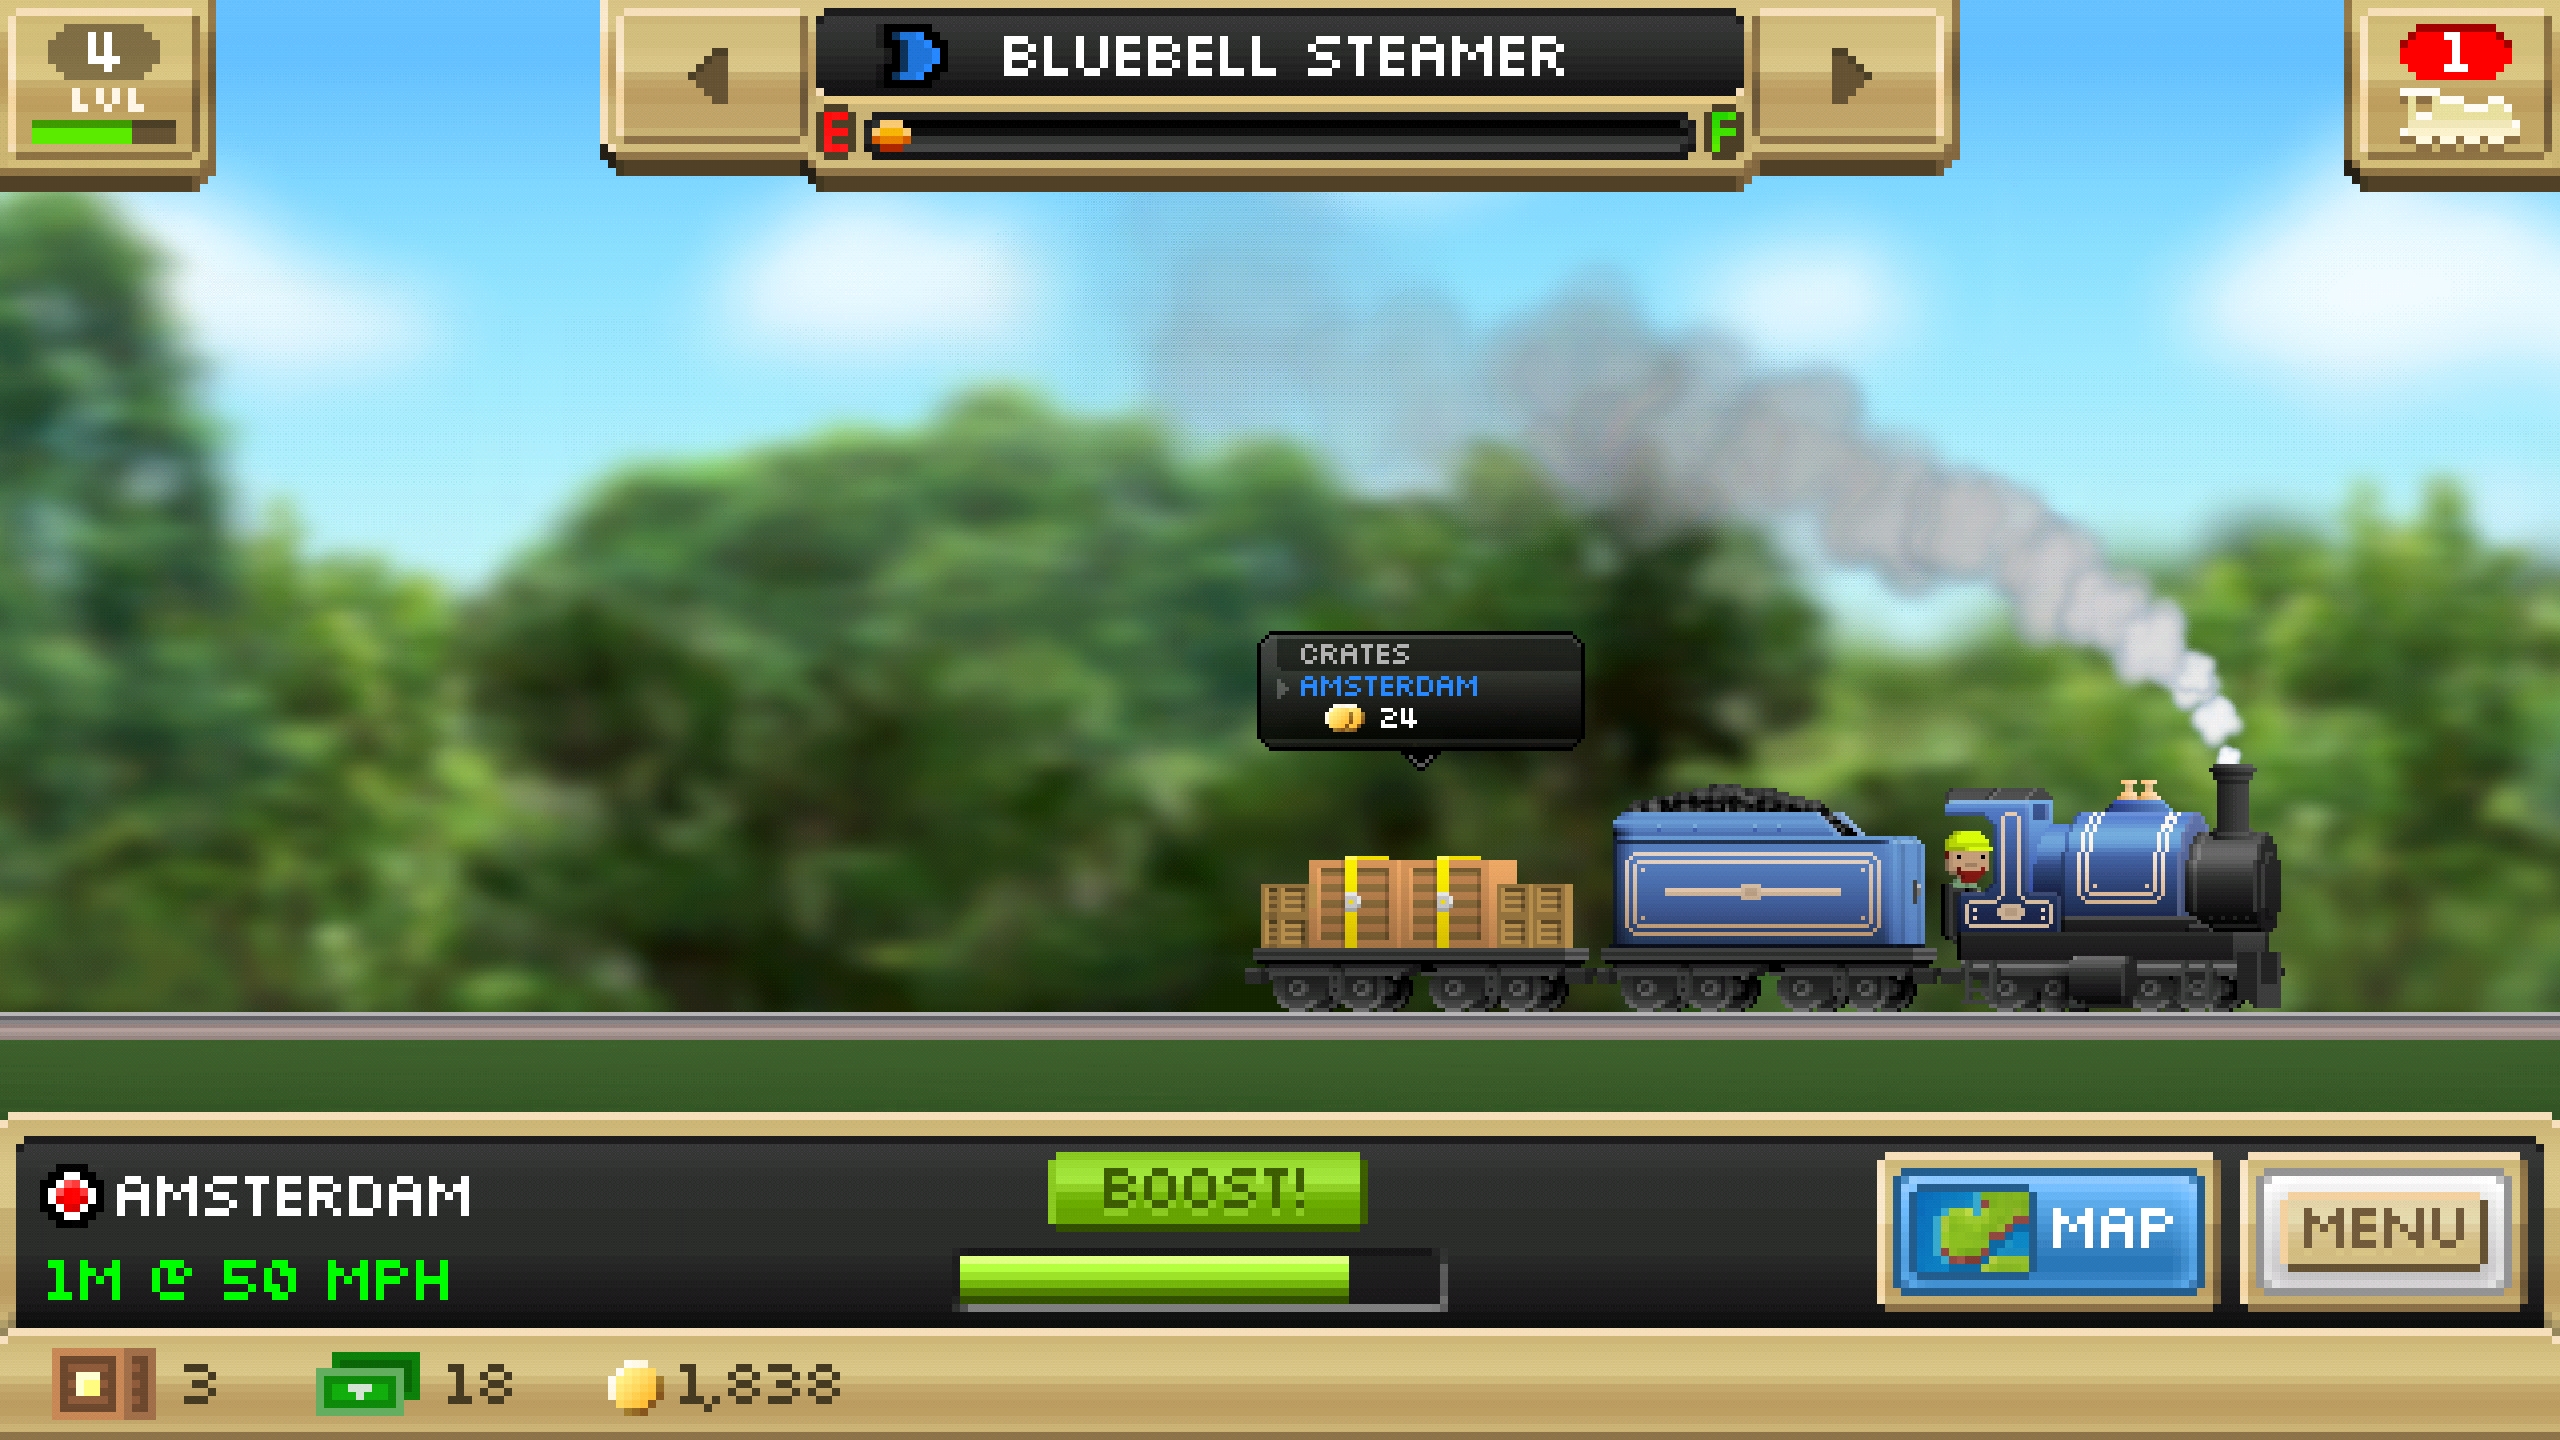 4
LVL
BLUEBELL STEAMER
E F
1
CRATES
AMSTERDAM
24
AMSTERDAM
1M @ 50 MPH
BOOST!
MAP
MENU
3 18 1,838